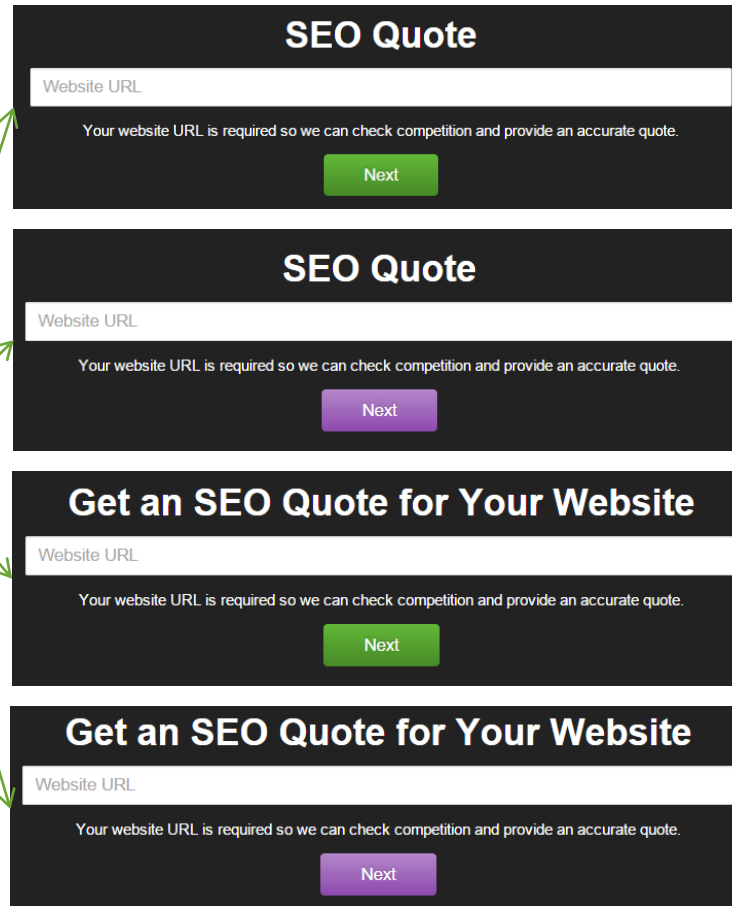 SEO Quote
Website URL
Your website URL is required so we can check competition and provide an accurate quote.
Next
SEO Quote
Website URL
Your website URL is required so we can check competition and provide an accurate quote.
Next
Get an SEO Quote for Your Website
Website URL
Your website URL is required so we can check competition and provide an accurate quote.
Next
Get an SEO Quote for Your Website
Website URL
Your website URL is required so we can check competition and provide an accurate quote.
Next